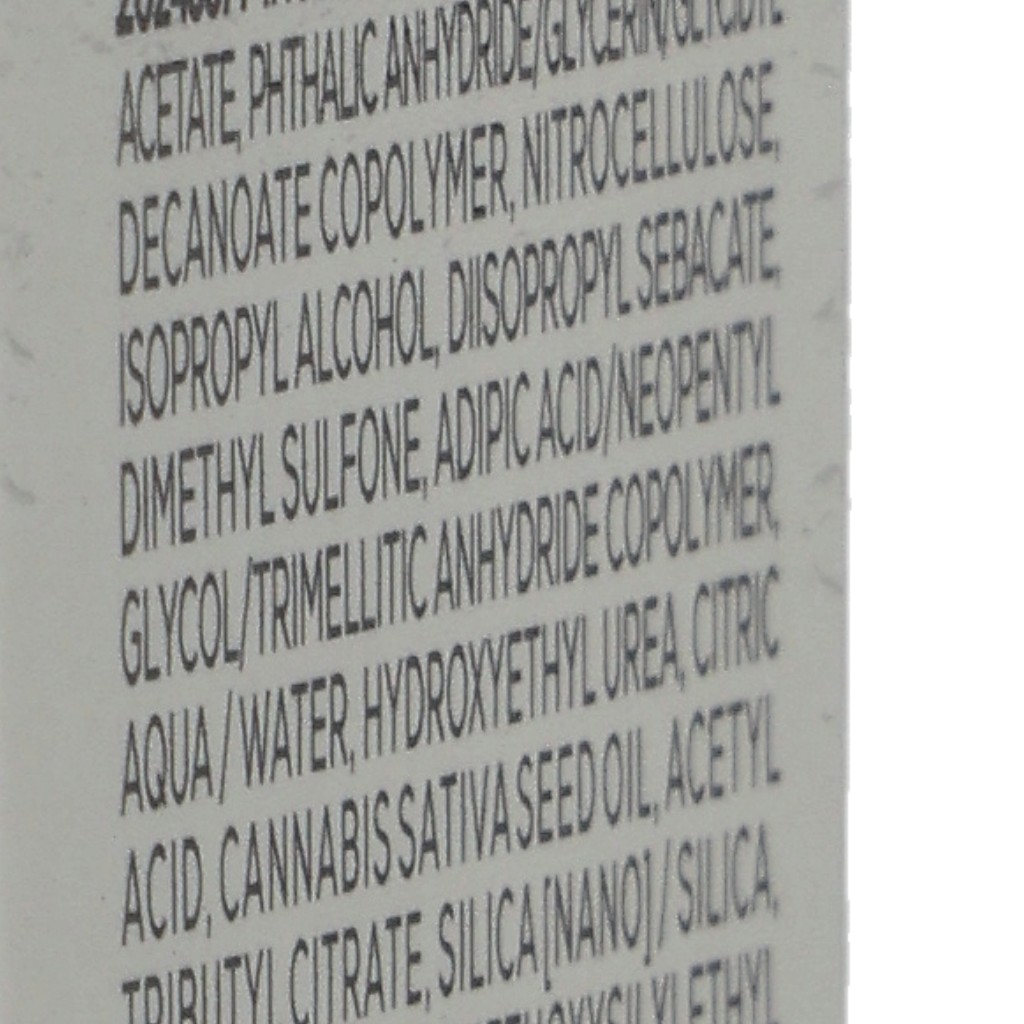 ACETATE, PHTHALIC ANHYDRIDE/GLYCERIN/GLYCIDYL
DECANOATE COPOLYMER, NITROCELLULOSE,
ISOPROPYL ALCOHOL, DIISOPROPYL SEBACATE,
DIMETHYL SULFONE, ADIPIC ACID/NEOPENTYL
GLYCOL/TRIMELLITIC ANHYDRIDE COPOLYMER,
AQUA / WATER, HYDROXYETHYL UREA, CITRIC
ACID, CANNABIS SATIVA SEED OIL, ACETYL
TRIBUTYL CITRATE, SILICA [NANO] / SILICA,